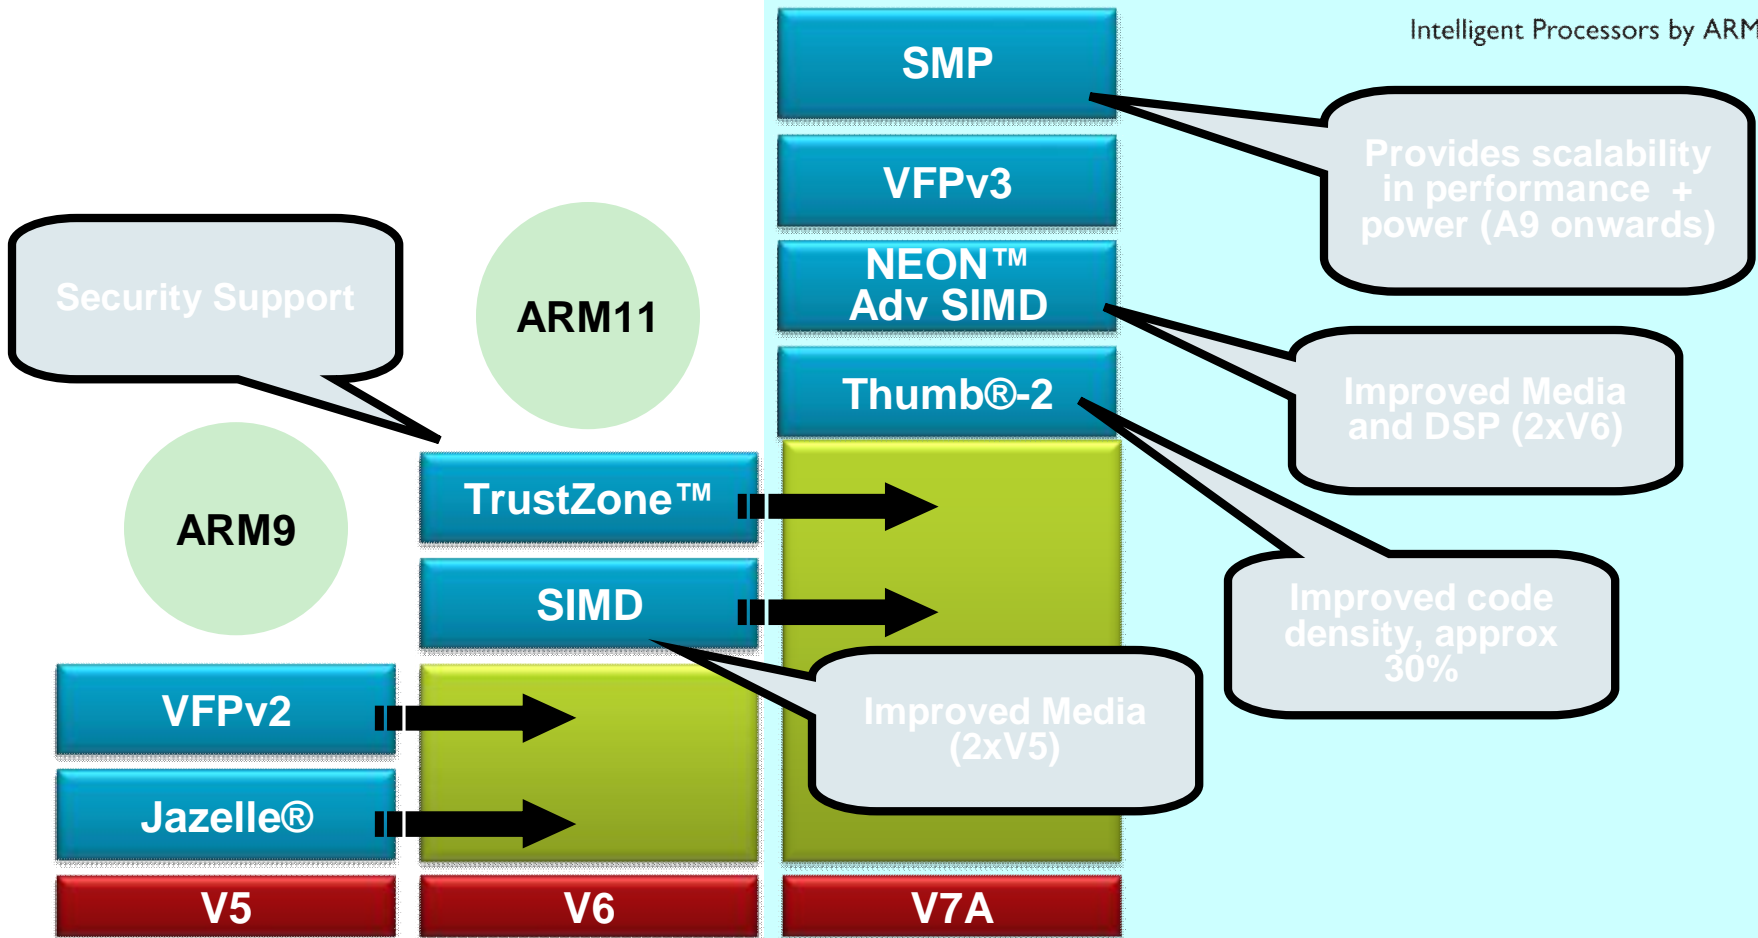 Intelligent Processors by ARM
SMP
Provides scalability
in performance +
power (A9 onwards)
VFPv3
Security Support
ARM11
NEON™
Adv SIMD
Improved Media
and DSP (2xV6)
Thumb®-2
ARM9
TrustZone™
SIMD
Improved code
density, approx
30%
VFPv2
Improved Media
(2xV5)
Jazelle®
V5
V6
V7A